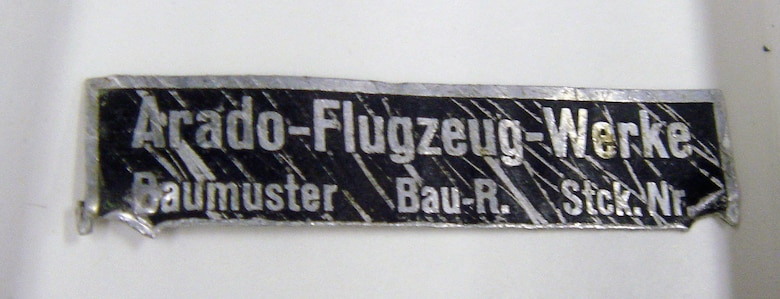 Arado-Flugzeug-Werke
Baumuster Bau-R. Stck. Nr.